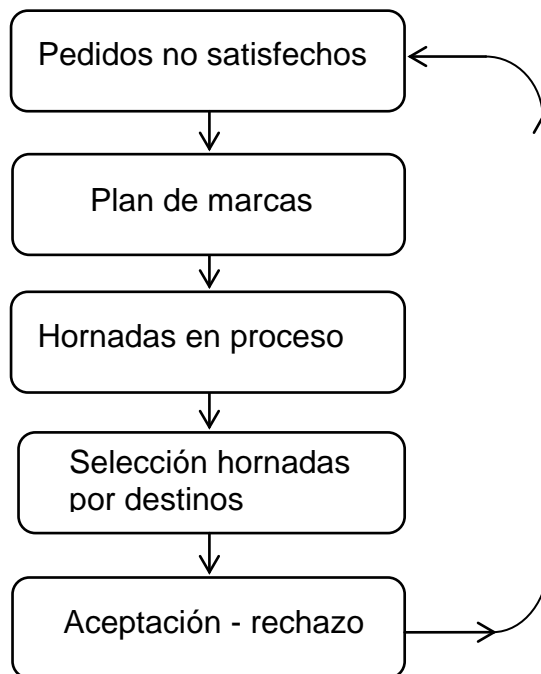 Pedidos no satisfechos
Plan de marcas
Hornadas en proceso
Selección hornadas
por destinos
Aceptación - rechazo